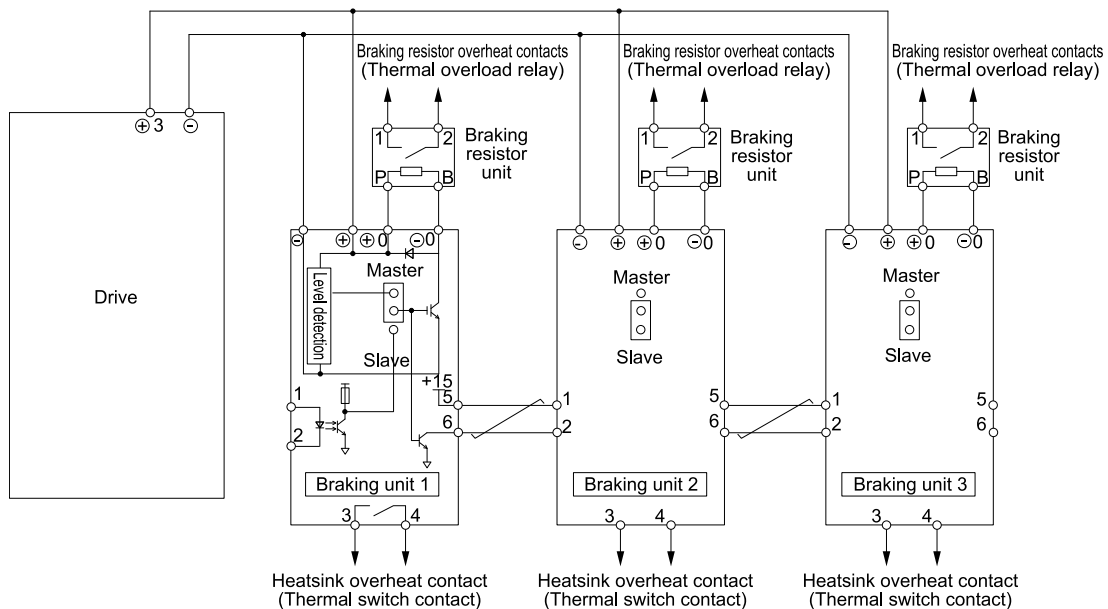 Braking resistor overheat contacts
(Thermal overload relay)
Braking resistor overheat contacts
(Thermal overload relay)
Braking resistor overheat contacts
(Thermal overload relay)
⊕ 3 ⊖
1 2
P B
Braking
resistor
unit
1 2
P B
Braking
resistor
unit
1 2
P B
Braking
resistor
unit
Drive
⊖ ⊕ ⊕0 ⊖0
Master
Level detection
Slave
+15
1
2
5
6
Braking unit 1
3 4
⊖ ⊕ ⊕0 ⊖0
Master
Slave
1
2
5
6
Braking unit 2
3 4
⊖ ⊕ ⊕0 ⊖0
Master
Slave
1
2
5
6
Braking unit 3
3 4
Heatsink overheat contact
(Thermal switch contact)
Heatsink overheat contact
(Thermal switch contact)
Heatsink overheat contact
(Thermal switch contact)